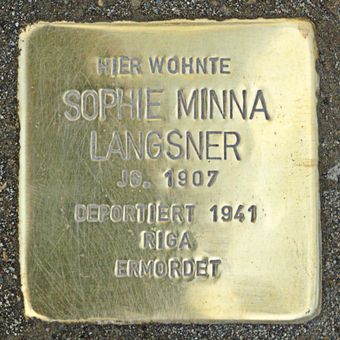 HIER WOHNTE
SOPHIE MINNA
LANGSNER
JG. 1907
DEPORTIERT 1941
RIGA
ERMORDET